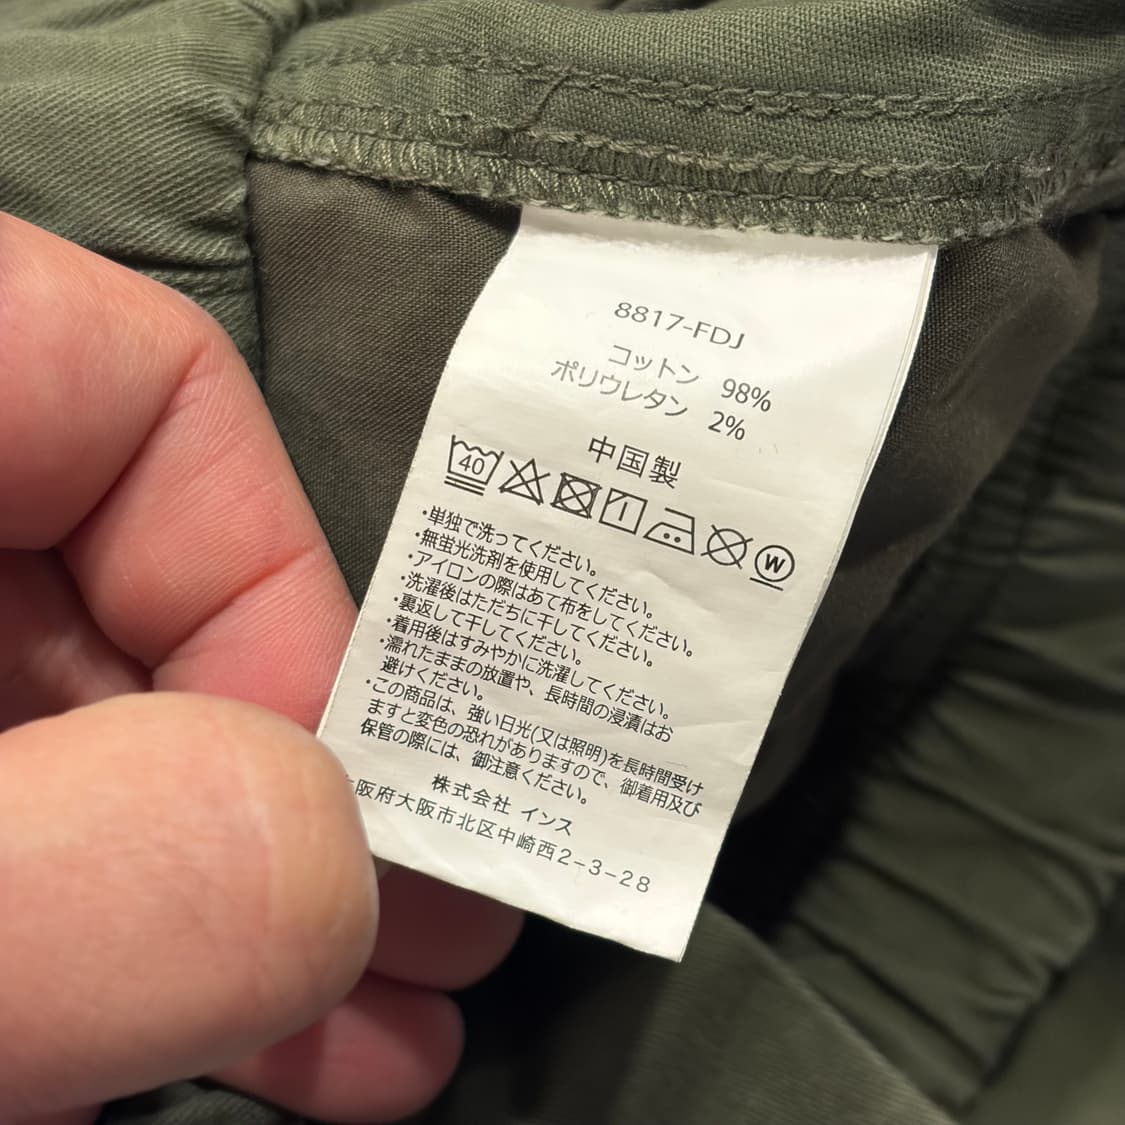 8817-FDJ
コットン 98%
ポリウレタン 2%
中国製
40
W
・単独で洗ってください。
・無蛍光洗剤を使用してください。
・アイロンの際はあて布をしてください。
・洗濯後はただちに干してください。
・裏返して干してください。
・着用後はすみやかに洗濯してください。
・濡れたままの放置や、長時間の浸漬はお
避けください。
・この商品は、強い日光(又は照明)を長時間受け
ますと変色の恐れがありますので、御着用及び
保管の際には、御注意ください。
株式会社 インス
阪府大阪市北区中崎西2-3-28